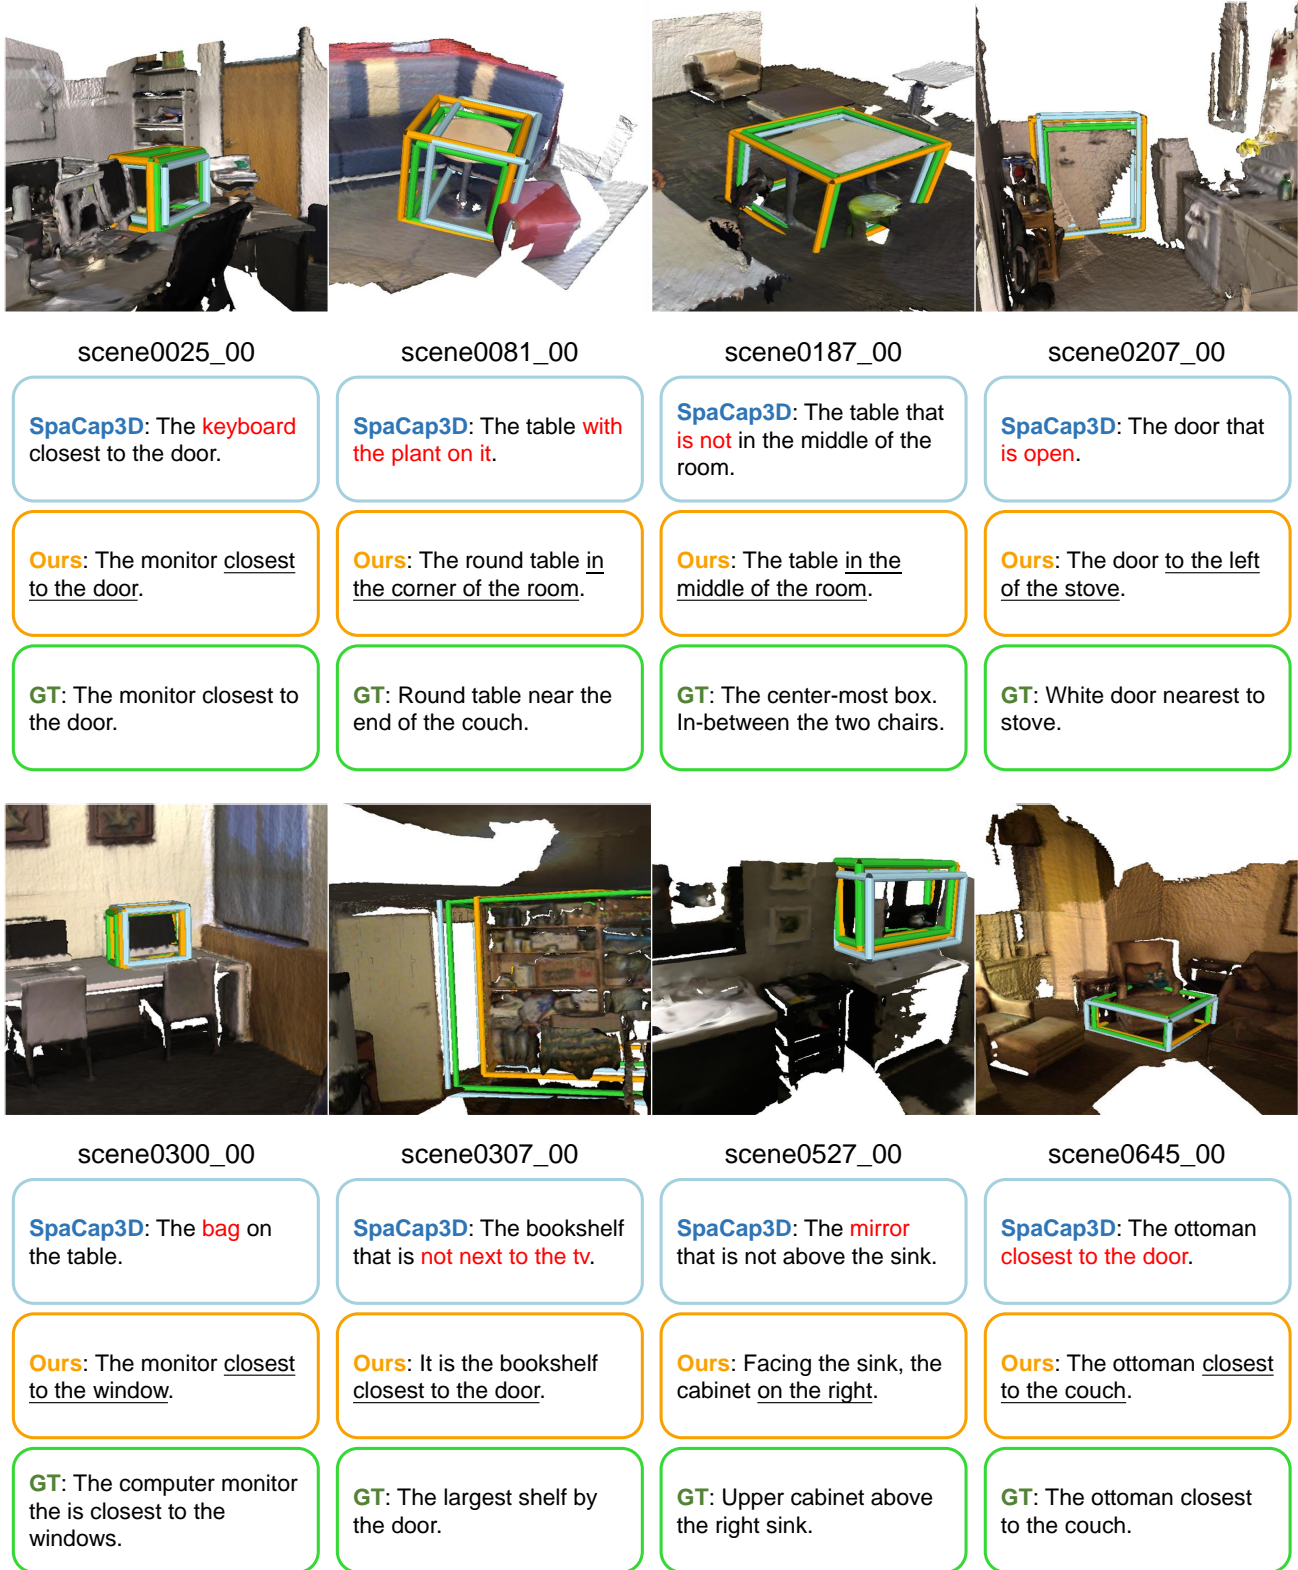 scene0025_00
scene0081_00
scene0187_00
scene0207_00
SpaCap3D: The keyboard
closest to the door.
SpaCap3D: The table with
the plant on it.
SpaCap3D: The table that
is not in the middle of the
room.
SpaCap3D: The door that
is open.
Ours: The monitor closest
to the door.
Ours: The round table in
the corner of the room.
Ours: The table in the
middle of the room.
Ours: The door to the left
of the stove.
GT: The monitor closest to
the door.
GT: Round table near the
end of the couch.
GT: The center-most box.
In-between the two chairs.
GT: White door nearest to
stove.
scene0300_00
scene0307_00
scene0527_00
scene0645_00
SpaCap3D: The bag on
the table.
SpaCap3D: The bookshelf
that is not next to the tv.
SpaCap3D: The mirror
that is not above the sink.
SpaCap3D: The ottoman
closest to the door.
Ours: The monitor closest
to the window.
Ours: It is the bookshelf
closest to the door.
Ours: Facing the sink, the
cabinet on the right.
Ours: The ottoman closest
to the couch.
GT: The computer monitor
the is closest to the
windows.
GT: The largest shelf by
the door.
GT: Upper cabinet above
the right sink.
GT: The ottoman closest
to the couch.